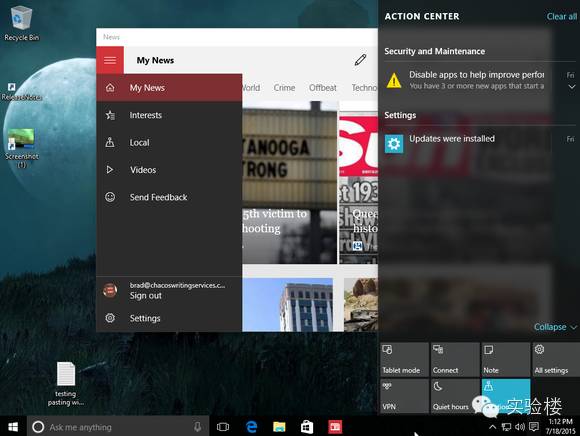 Recycle Bin
ReleaseNotes
Screenshot
(1)
testing
pasting wi...
News
My News
World
Crime
Offbeat
Techno
My News
Interests
Local
Videos
Send Feedback
brad@chacoswritingservices.c...
Sign out
Settings
TANOOGA
STRONG
5th victim to
hooting
Quee
histo
ACTION CENTER
Clear all
Security and Maintenance
Disable apps to help improve perfor
Fri
You have 3 or more new apps that start a
Settings
Updates were installed
Fri
Collapse
Tablet mode
Connect
Note
All settings
VPN
Quiet hours
实验楼
Ask me anything
1:12 PM
7/18/2015